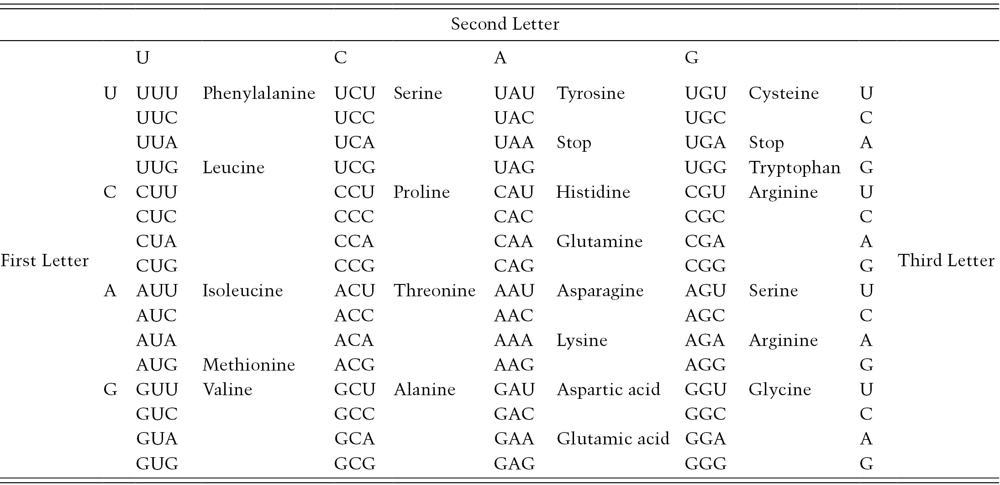 Second Letter
U C A G
U UUU Phenylalanine UCU Serine UAU Tyrosine UGU Cysteine U
UUC UCC UAC UGC C
UUA UCA UAA Stop UGA Stop A
UUG Leucine UCG UAG UGG Tryptophan G
C CUU CCU Proline CAU Histidine CGU Arginine U
CUC CCC CAC CGC C
CUA CCA CAA Glutamine CGA A
First Letter CUG CCG CAG CGG G Third Letter
A AUU Isoleucine ACU Threonine AAU Asparagine AGU Serine U
AUC ACC AAC AGC C
AUA ACA AAA Lysine AGA Arginine A
AUG Methionine ACG AAG AGG G
G GUU Valine GCU Alanine GAU Aspartic acid GGU Glycine U
GUC GCC GAC GGC C
GUA GCA GAA Glutamic acid GGA A
GUG GCG GAG GGG G